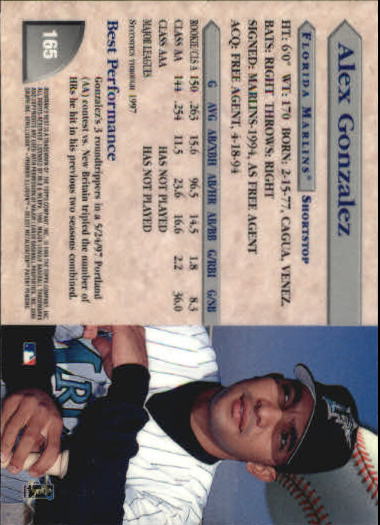 Alex Gonzalez
FLORIDA MARLINS® SHORTSTOP
HT: 6'0" WT: 170 BORN: 2-15-77, CAGUA, VENEZ.
BATS: RIGHT THROWS: RIGHT
SIGNED: MARLINS-1994, AS FREE AGENT
ACQ: FREE AGENT, 4-18-94
G AVG AB/XBH AB/HR AB/BB G/RBI G/SB
ROOKIE/CLS A 150 .263 15.6 96.5 14.5 1.8 8.3
CLASS AA 144 .254 11.5 23.6 16.6 2.2 36.0
CLASS AAA HAS NOT PLAYED
MAJOR LEAGUES HAS NOT PLAYED
STATISTICS THROUGH 1997
Best Performance
Gonzalez's 3 roundtrippers in a 5/24/97 Portland
(AA) contest vs. New Britain tripled the number of
HRs he hit in his previous two seasons combined.
165